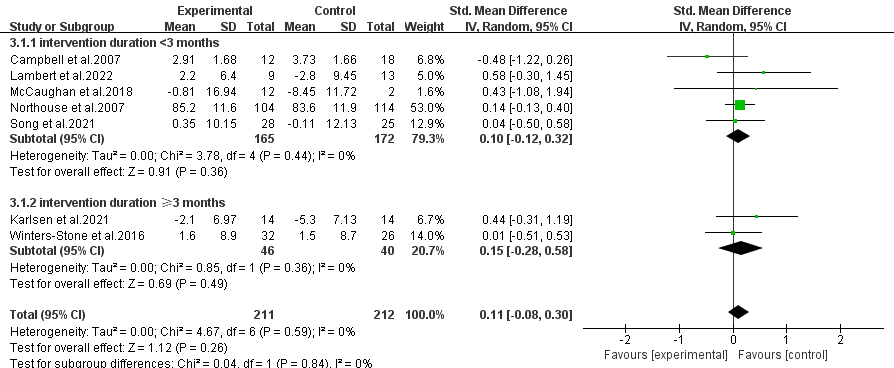 Experimental Control Std. Mean Difference Std. Mean Difference
Study or Subgroup Mean SD Total Mean SD Total Weight IV, Random, 95% CI IV, Random, 95% CI
3.1.1 intervention duration <3 months
Campbell et al.2007 2.91 1.68 12 3.73 1.66 18 6.8% -0.48 [-1.22, 0.26]
Lambert et al.2022 2.2 6.4 9 -2.8 9.45 13 5.0% 0.58 [-0.30, 1.45]
McCaughan et al.2018 -0.81 16.94 12 -8.45 11.72 2 1.6% 0.43 [-1.08, 1.94]
Northouse et al.2007 85.2 11.6 104 83.6 11.9 114 53.0% 0.14 [-0.13, 0.40]
Song et al.2021 0.35 10.15 28 -0.11 12.13 25 12.9% 0.04 [-0.50, 0.58]
Subtotal (95% CI) 165 172 79.3% 0.10 [-0.12, 0.32]
Heterogeneity: Tau² = 0.00; Chi² = 3.78, df = 4 (P = 0.44); I² = 0%
Test for overall effect: Z = 0.91 (P = 0.36)
3.1.2 intervention duration ≥3 months
Karlsen et al.2021 -2.1 6.97 14 -5.3 7.13 14 6.7% 0.44 [-0.31, 1.19]
Winters-Stone et al.2016 1.6 8.9 32 1.5 8.7 26 14.0% 0.01 [-0.51, 0.53]
Subtotal (95% CI) 46 40 20.7% 0.15 [-0.28, 0.58]
Heterogeneity: Tau² = 0.00; Chi² = 0.85, df = 1 (P = 0.36); I² = 0%
Test for overall effect: Z = 0.69 (P = 0.49)
Total (95% CI) 211 212 100.0% 0.11 [-0.08, 0.30]
Heterogeneity: Tau² = 0.00; Chi² = 4.67, df = 6 (P = 0.59); I² = 0%
Test for overall effect: Z = 1.12 (P = 0.26)
Test for subgroup differences: Chi² = 0.04, df = 1 (P = 0.84), I² = 0%
-2 -1 0 1 2
Favours [experimental] Favours [control]